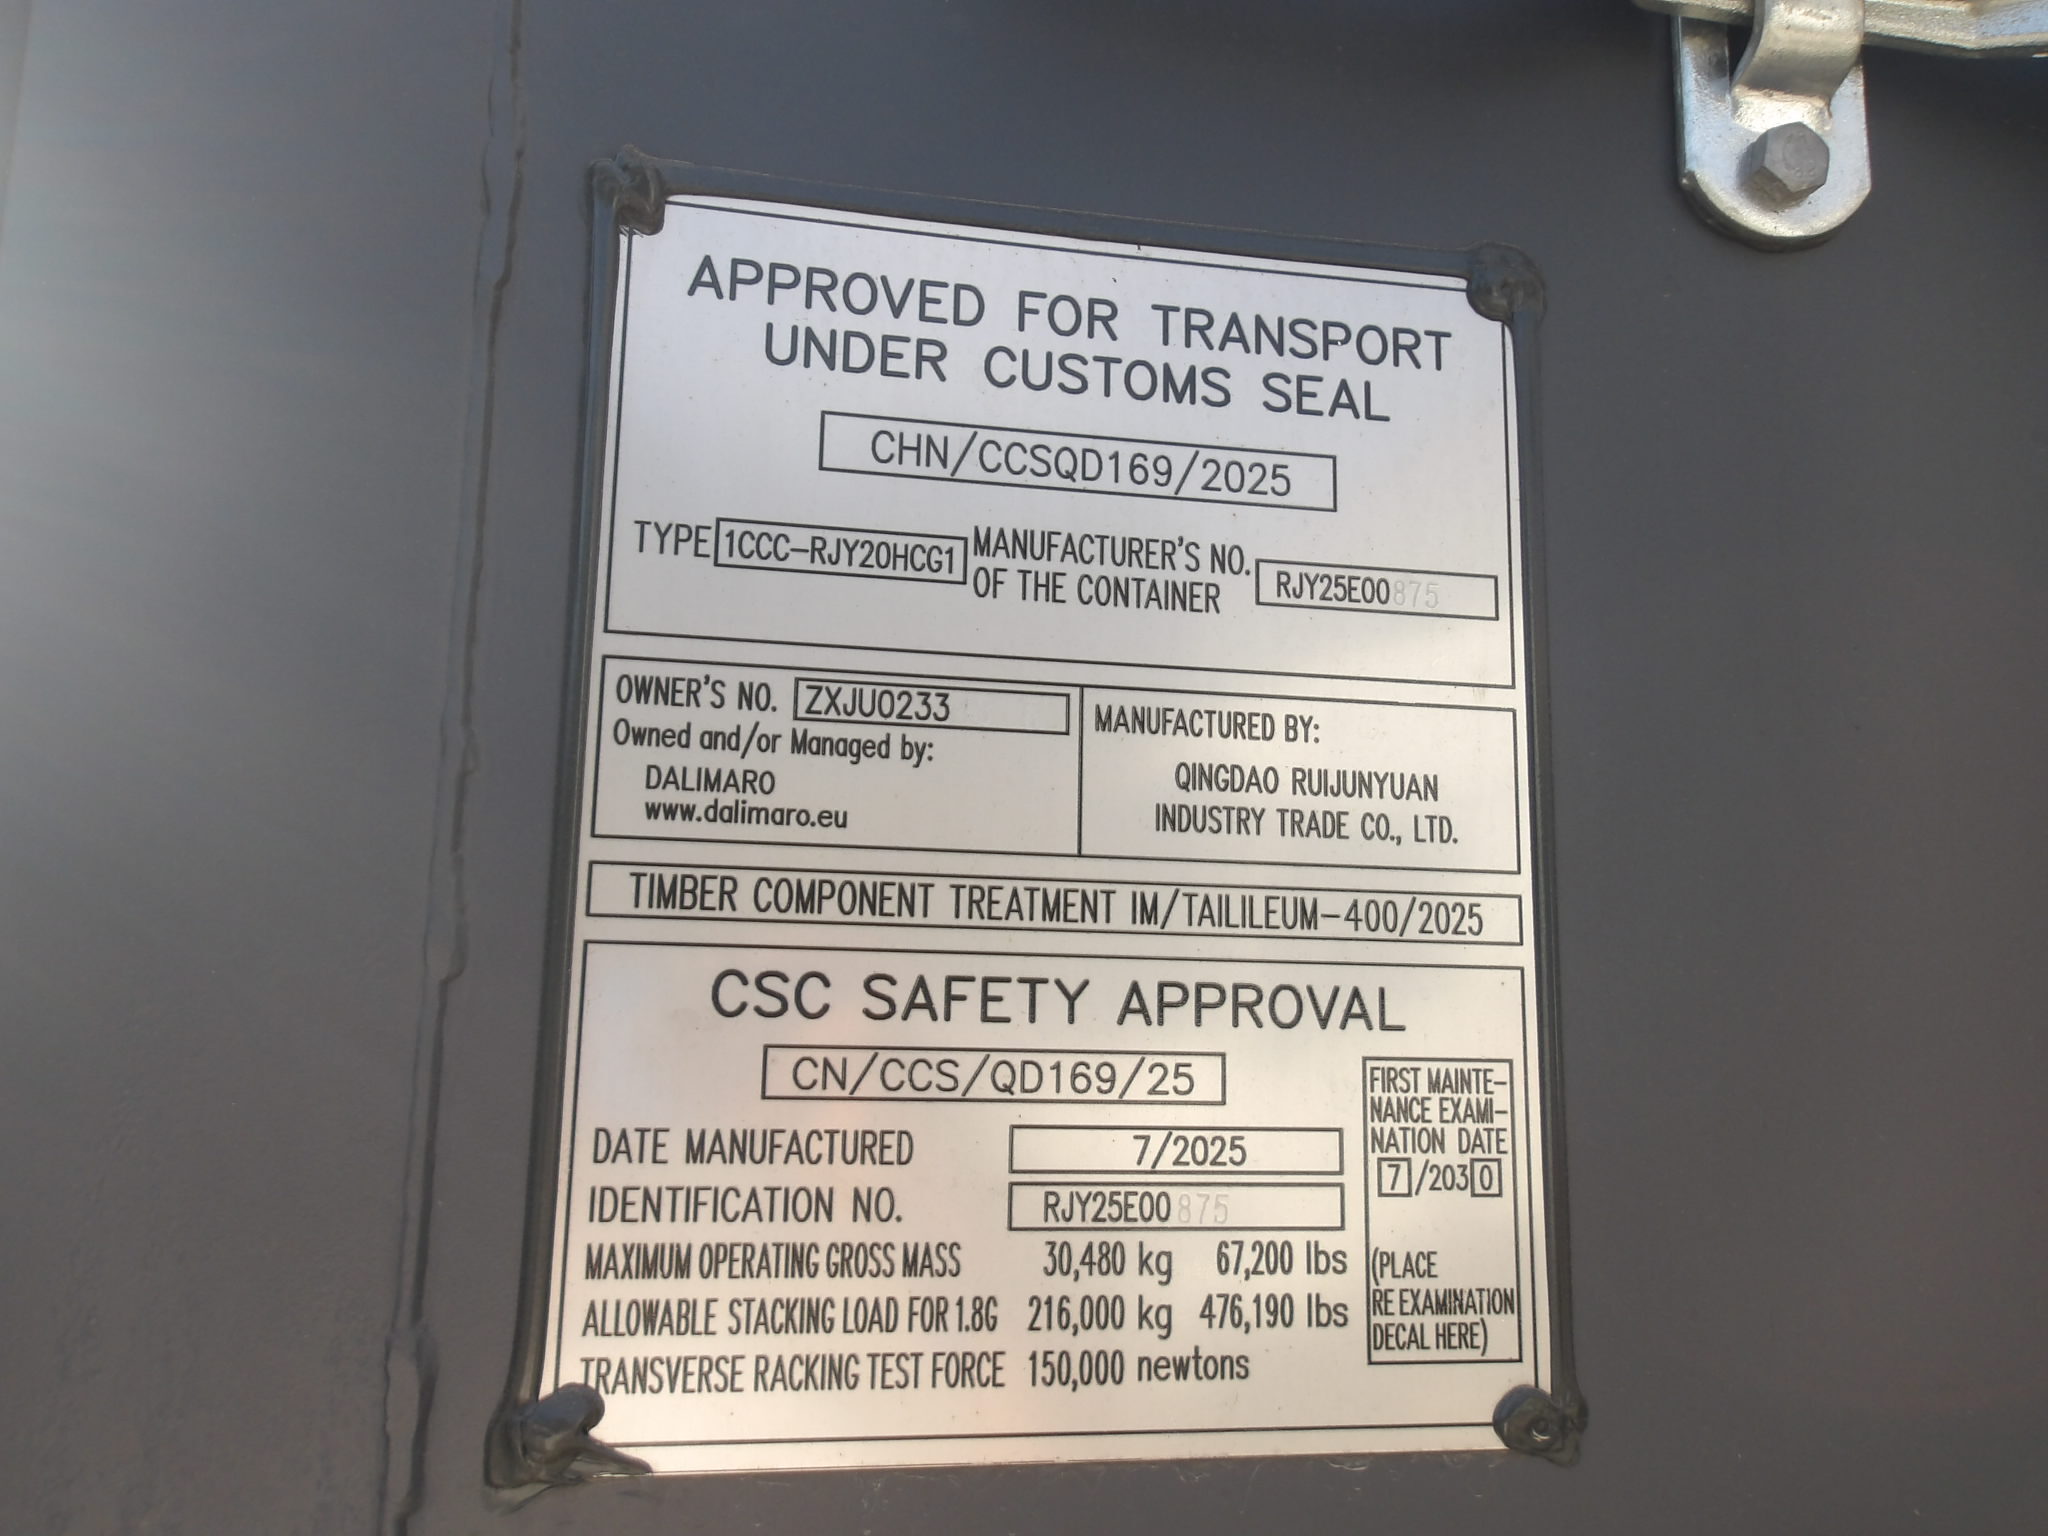 APPROVED FOR TRANSPORT
UNDER CUSTOMS SEAL
CHN/CCSQD169/2025
TYPE 1CCC-RJY20HCG1 MANUFACTURER'S NO.
OF THE CONTAINER RJY25E00875
OWNER'S NO. ZXJU0233
Owned and/or Managed by:
DALIMARO
www.dalimaro.eu
MANUFACTURED BY:
QINGDAO RUIJUNYUAN
INDUSTRY TRADE CO., LTD.
TIMBER COMPONENT TREATMENT IM/TAILILEUM-400/2025
CSC SAFETY APPROVAL
CN/CCS/QD169/25
DATE MANUFACTURED 7/2025
IDENTIFICATION NO. RJY25E00875
MAXIMUM OPERATING GROSS MASS 30,480 kg 67,200 lbs
ALLOWABLE STACKING LOAD FOR 1.8G 216,000 kg 476,190 lbs
TRANSVERSE RACKING TEST FORCE 150,000 newtons
FIRST MAINTE-
NANCE EXAMI-
NATION DATE
7/2030
(PLACE
RE EXAMINATION
DECAL HERE)